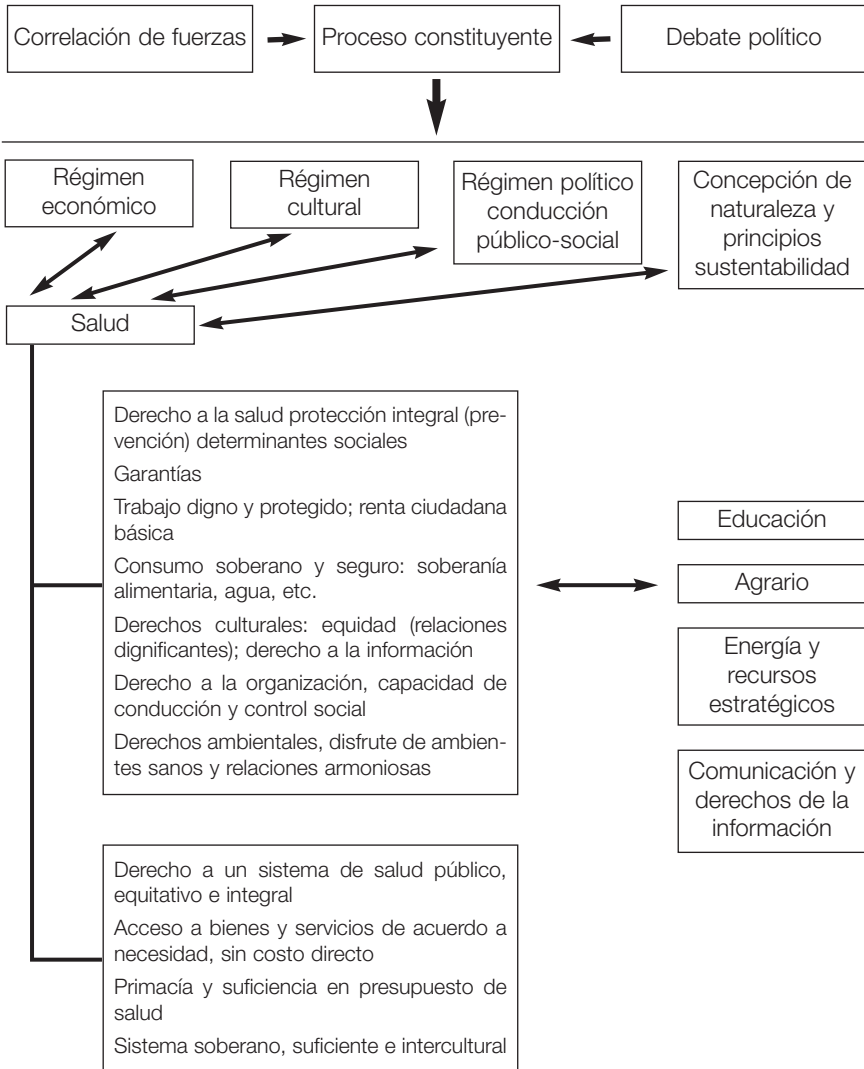 Correlación de fuerzas
Proceso constituyente
Debate político
Régimen
económico
Régimen
cultural
Régimen político
conducción
público-social
Concepción de
naturaleza y
principios
sustentabilidad
Salud
Derecho a la salud protección integral (pre-
vención) determinantes sociales
Garantías
Trabajo digno y protegido; renta ciudadana
básica
Consumo soberano y seguro: soberanía
alimentaria, agua, etc.
Derechos culturales: equidad (relaciones
dignificantes); derecho a la información
Derecho a la organización, capacidad de
conducción y control social
Derechos ambientales, disfrute de ambien-
tes sanos y relaciones armoniosas
Educación
Agrario
Energía y
recursos
estratégicos
Comunicación y
derechos de la
información
Derecho a un sistema de salud público,
equitativo e integral
Acceso a bienes y servicios de acuerdo a
necesidad, sin costo directo
Primacía y suficiencia en presupuesto de
salud
Sistema soberano, suficiente e intercultural